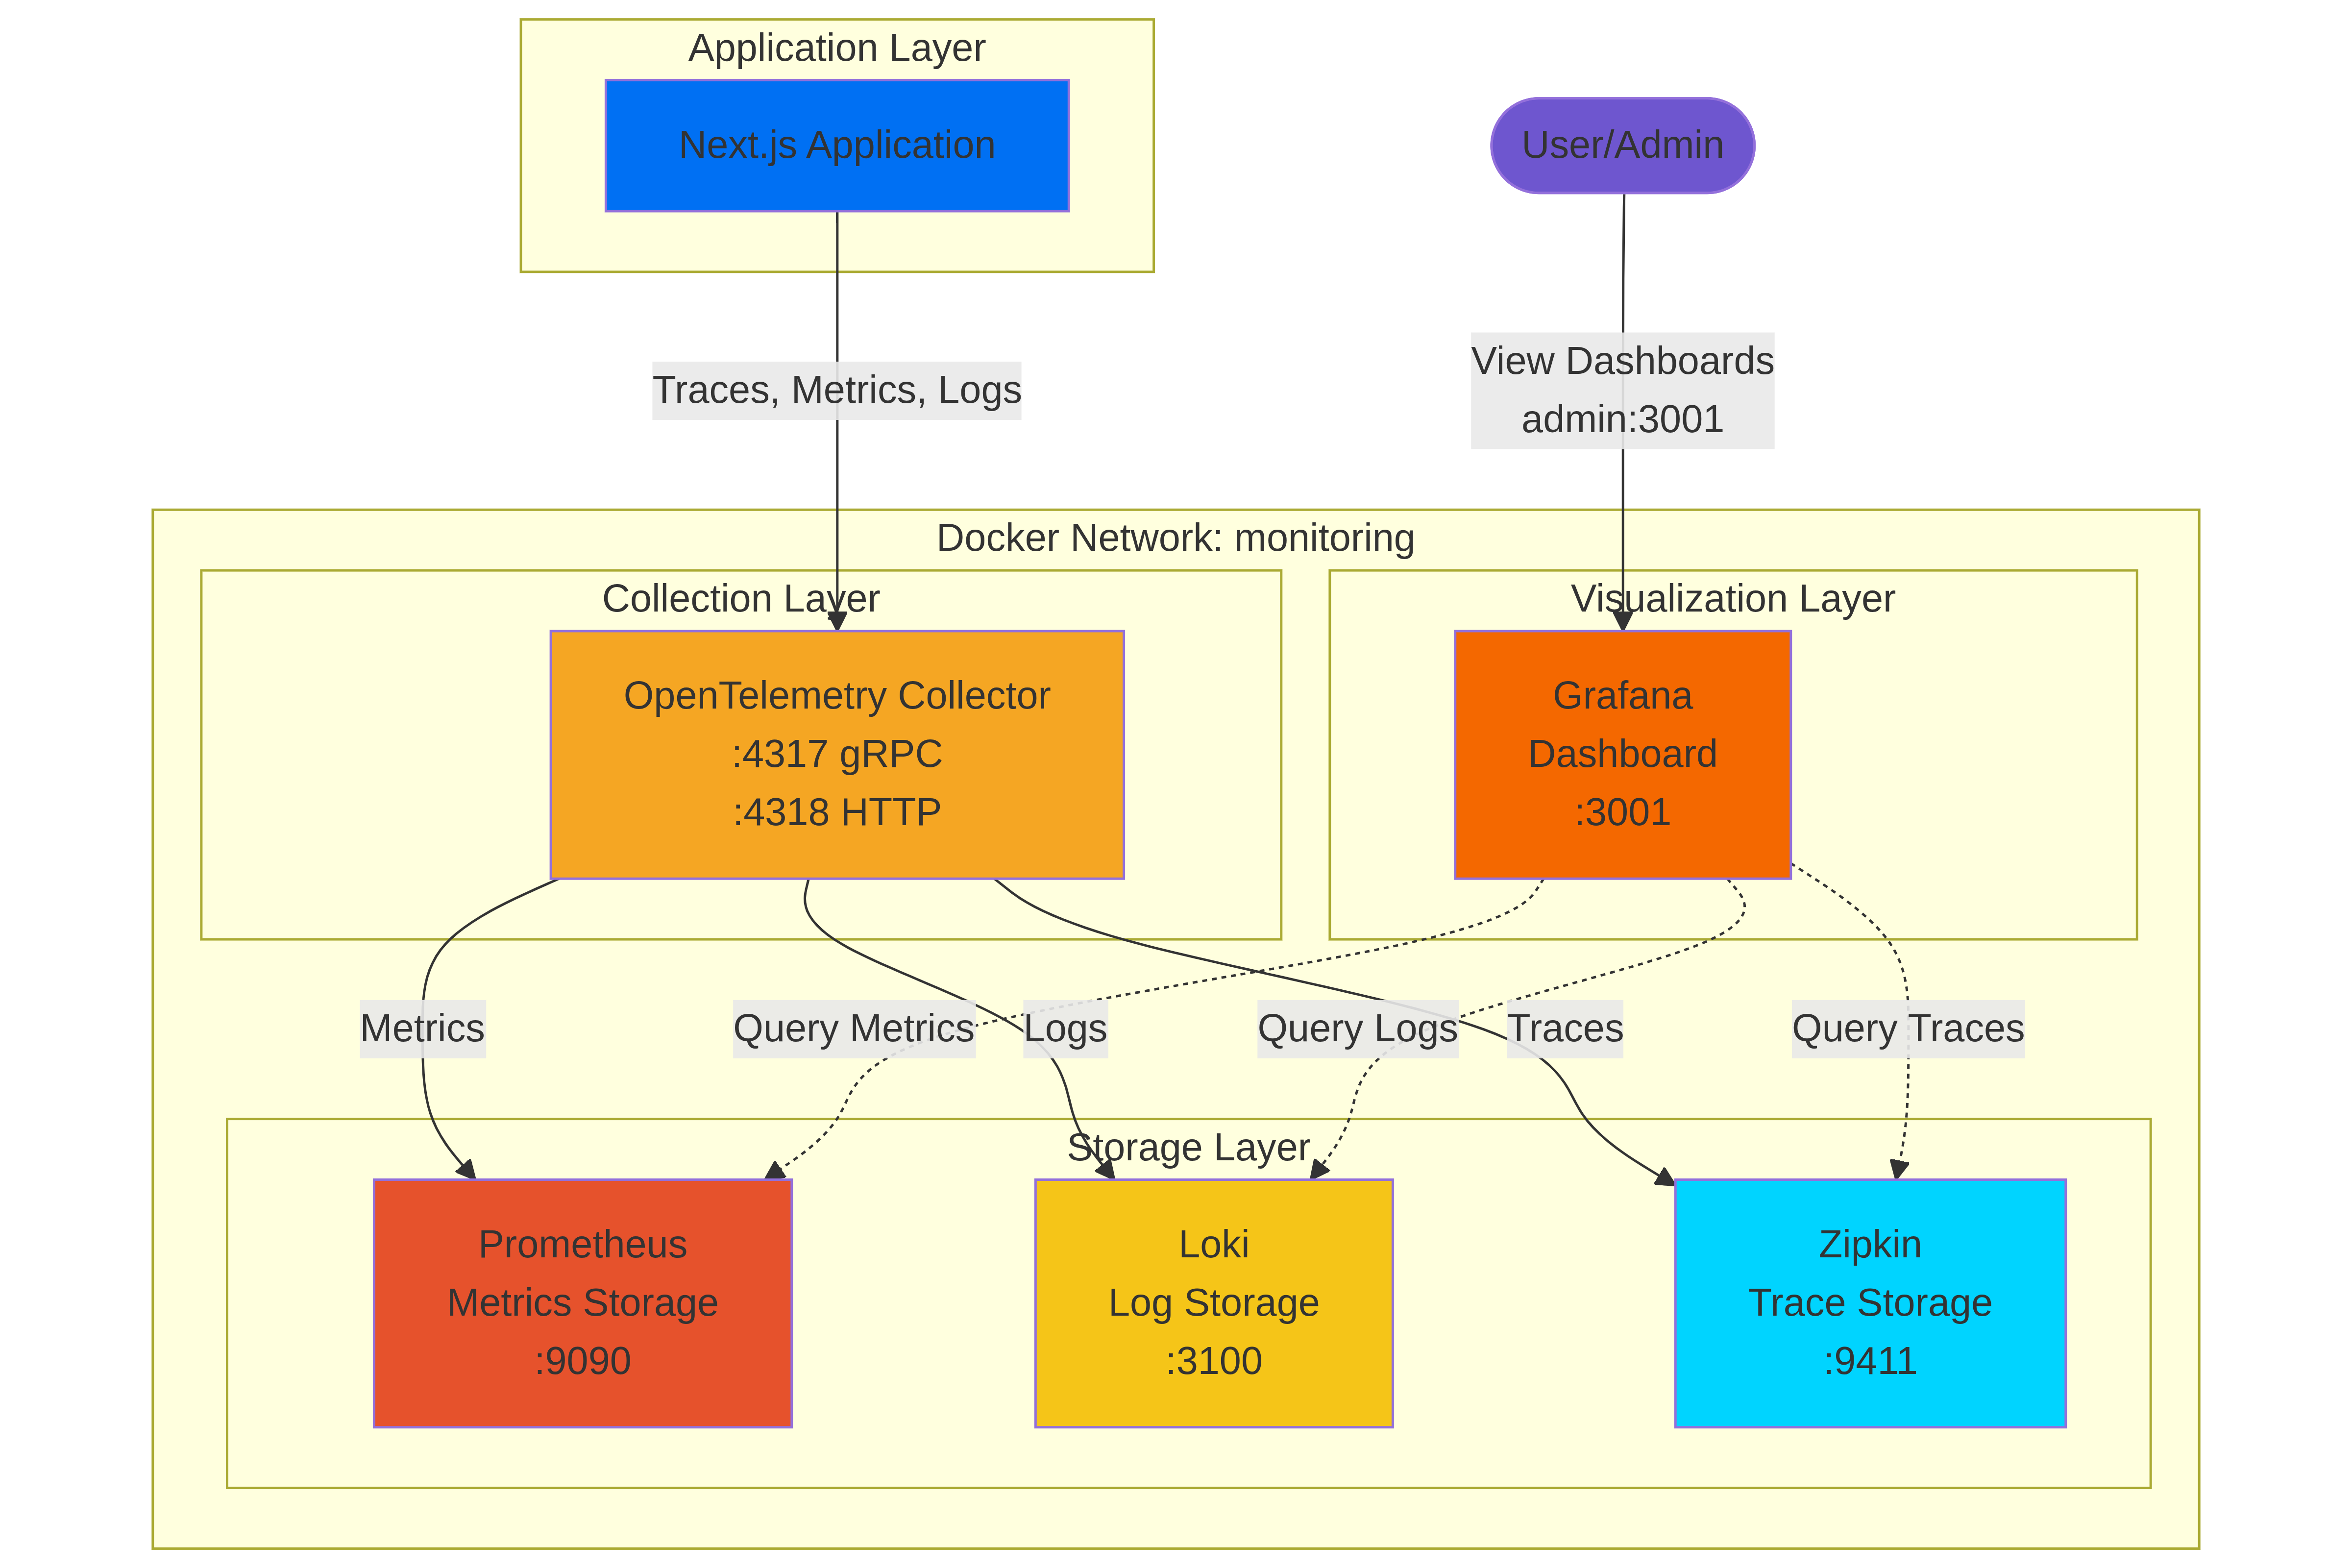 Application Layer
Next.js Application
User/Admin
Traces, Metrics, Logs
View Dashboards
admin:3001
Docker Network: monitoring
Collection Layer
Visualization Layer
OpenTelemetry Collector
:4317 gRPC
:4318 HTTP
Grafana
Dashboard
:3001
Metrics
Query Metrics
Logs
Query Logs
Traces
Query Traces
Storage Layer
Prometheus
Metrics Storage
:9090
Loki
Log Storage
:3100
Zipkin
Trace Storage
:9411